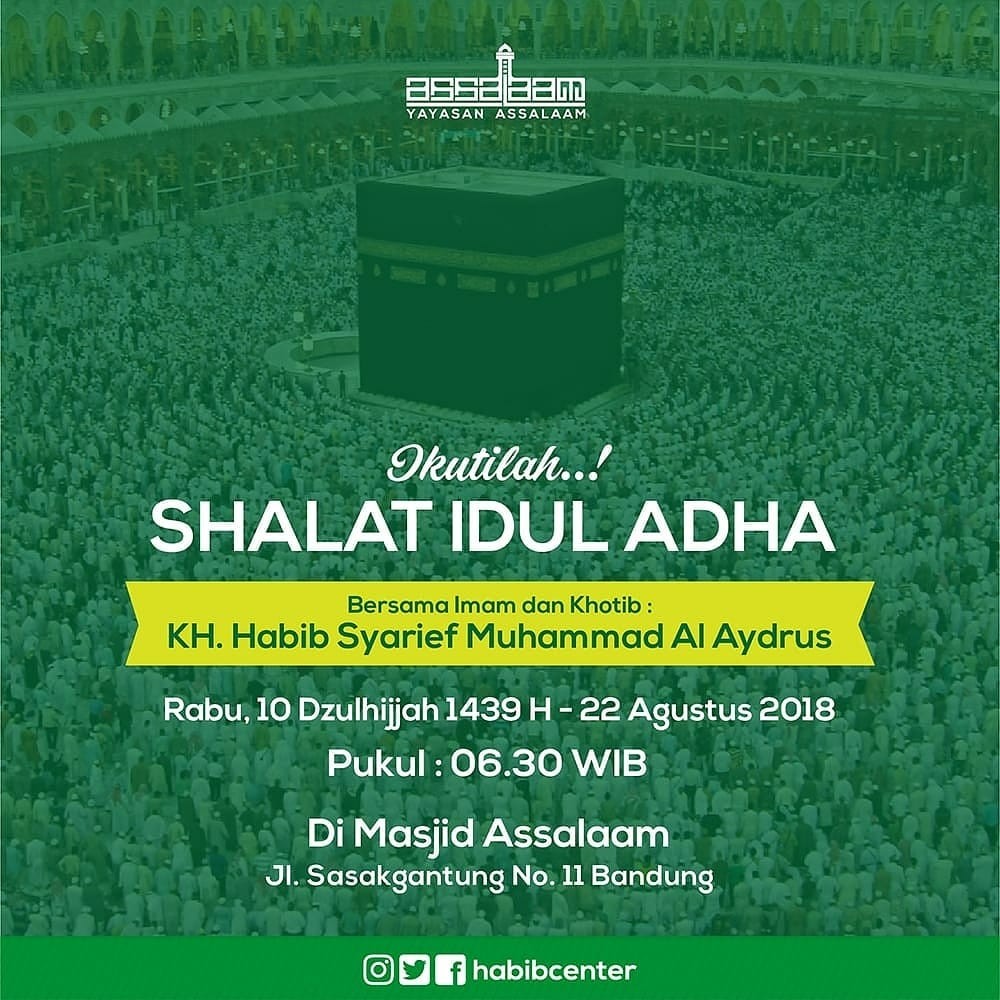 assalaam
YAYASAN ASSALAAM
Ikutilah...!
SHALAT IDUL ADHA
Bersama Imam dan Khotib :
KH. Habib Syarief Muhammad Al Aydrus
Rabu, 10 Dzulhijjah 1439 H - 22 Agustus 2018
Pukul : 06.30 WIB
Di Masjid Assalaam
Jl. Sasakgantung No. 11 Bandung
habibcenter